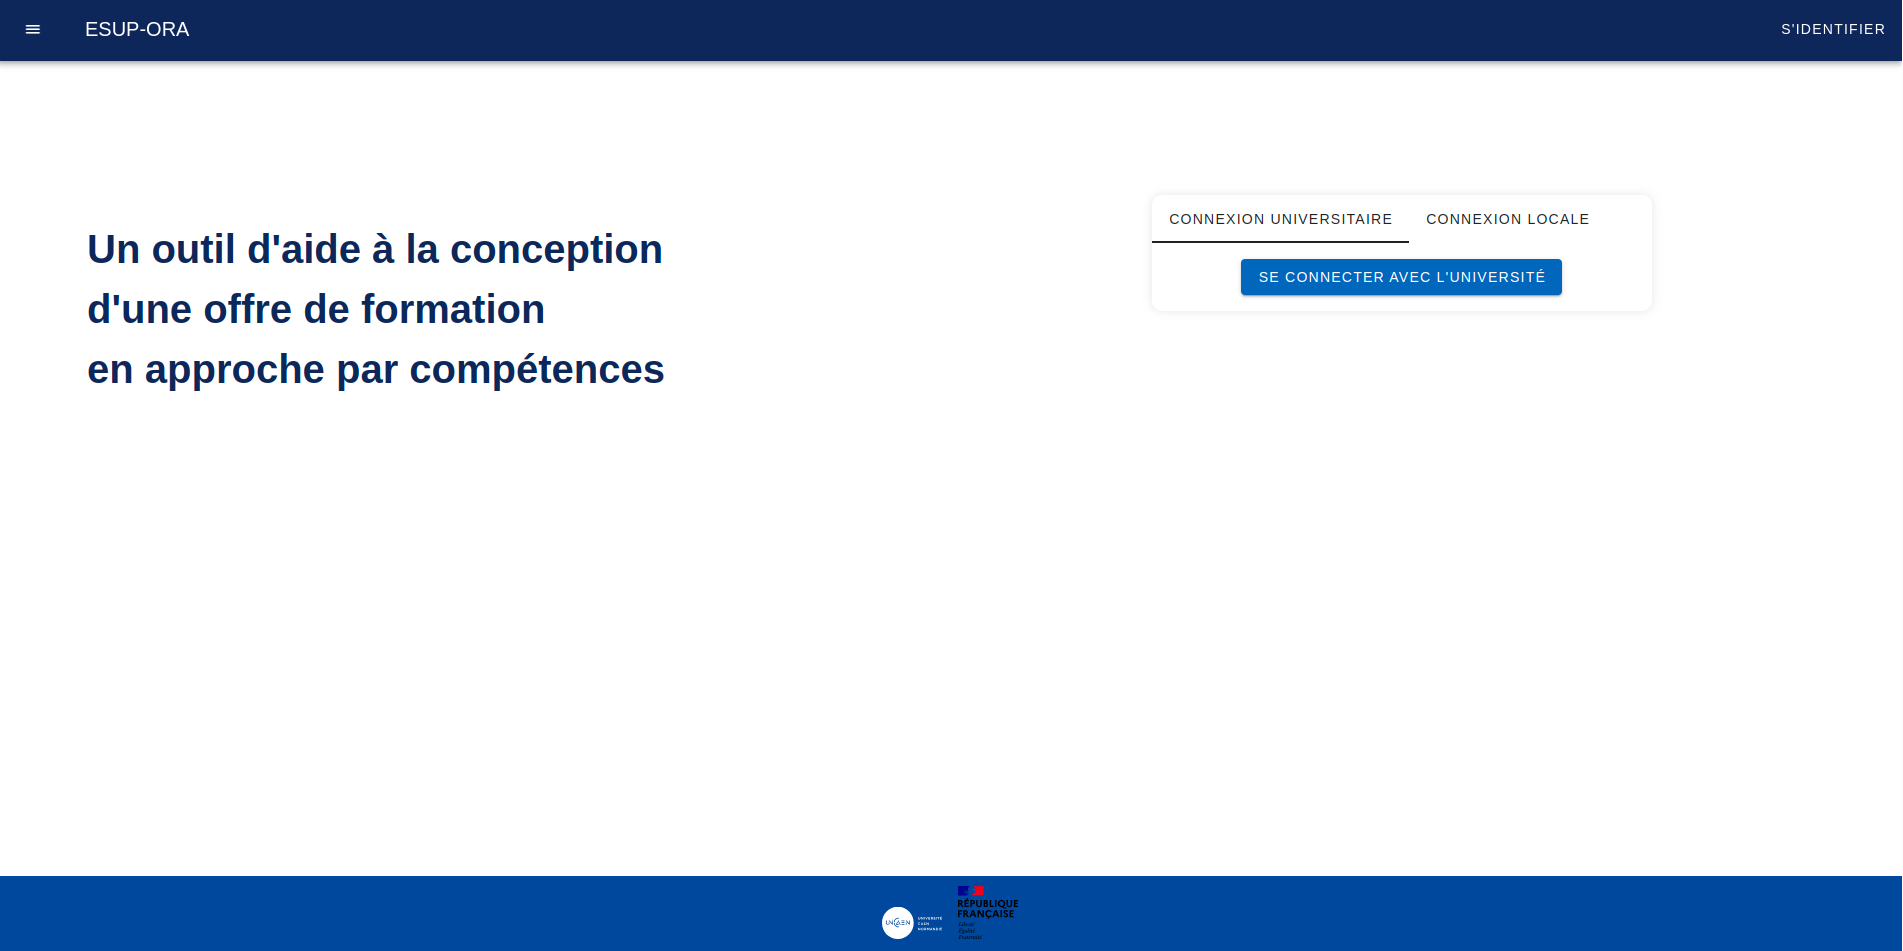 ESUP-ORA
S'IDENTIFIER
Un outil d'aide à la conception
d'une offre de formation
en approche par compétences
CONNEXION UNIVERSITAIRE
CONNEXION LOCALE
SE CONNECTER AVEC L'UNIVERSITÉ
UNICAEN
UNIVERSITÉ
CAEN
NORMANDIE
RÉPUBLIQUE
FRANÇAISE
Liberté
Égalité
Fraternité